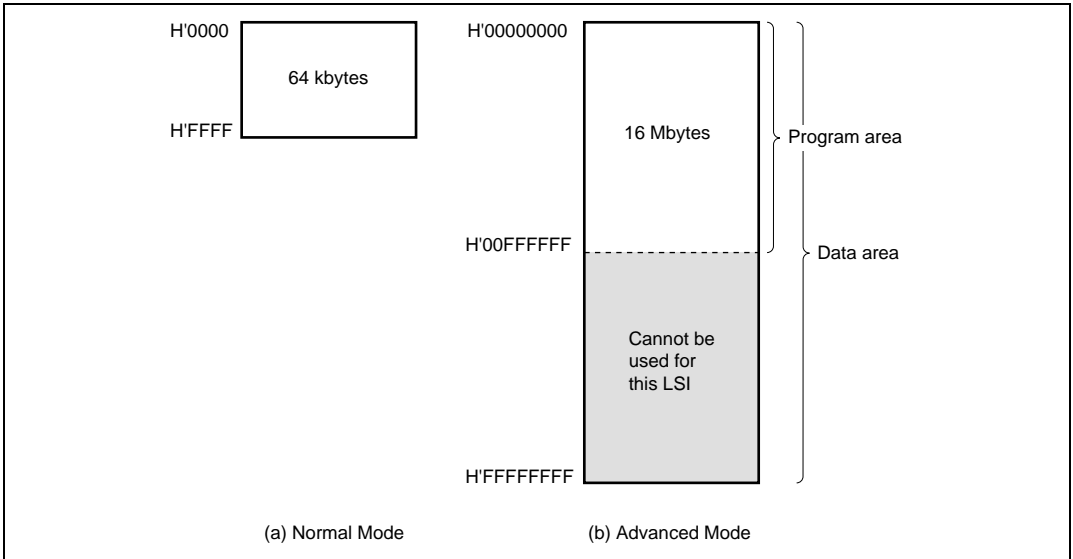 H'0000
64 kbytes
H'FFFF
(a) Normal Mode
H'00000000
16 Mbytes
Program area
H'00FFFFFF
Data area
Cannot be
used for
this LSI
H'FFFFFFFF
(b) Advanced Mode